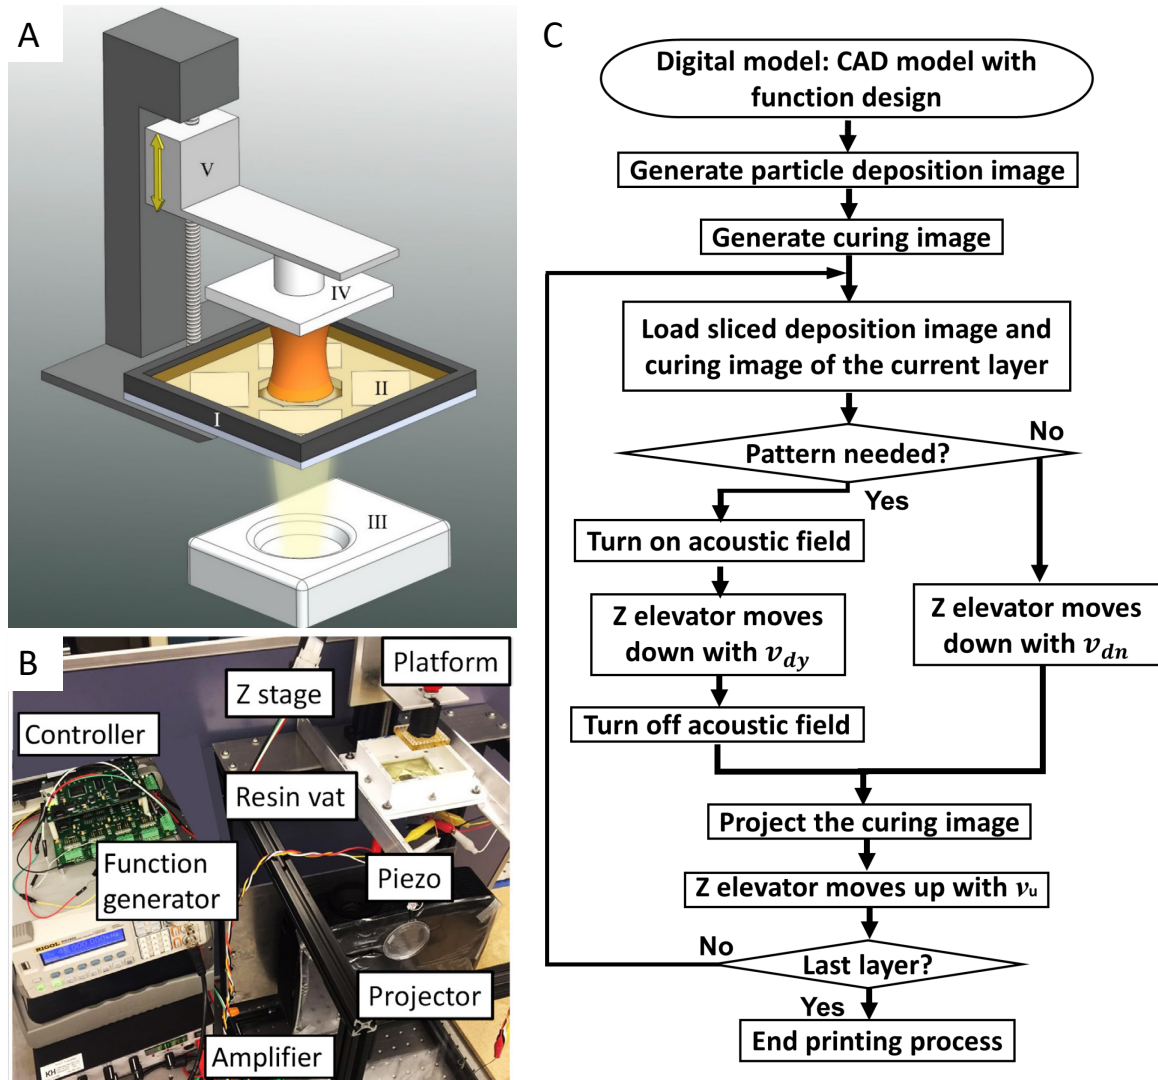 A
V
IV
II
I
III
B
Platform
Z stage
Controller
Resin vat
Function
generator
Piezo
RIGOL
Projector
Amplifier
KH
C
Digital model: CAD model with
function design
Generate particle deposition image
Generate curing image
Load sliced deposition image and
curing image of the current layer
Pattern needed?
No
Yes
Turn on acoustic field
Z elevator moves
down with v_dy
Z elevator moves
down with v_dn
Turn off acoustic field
Project the curing image
Z elevator moves up with v_u
No
Last layer?
Yes
End printing process